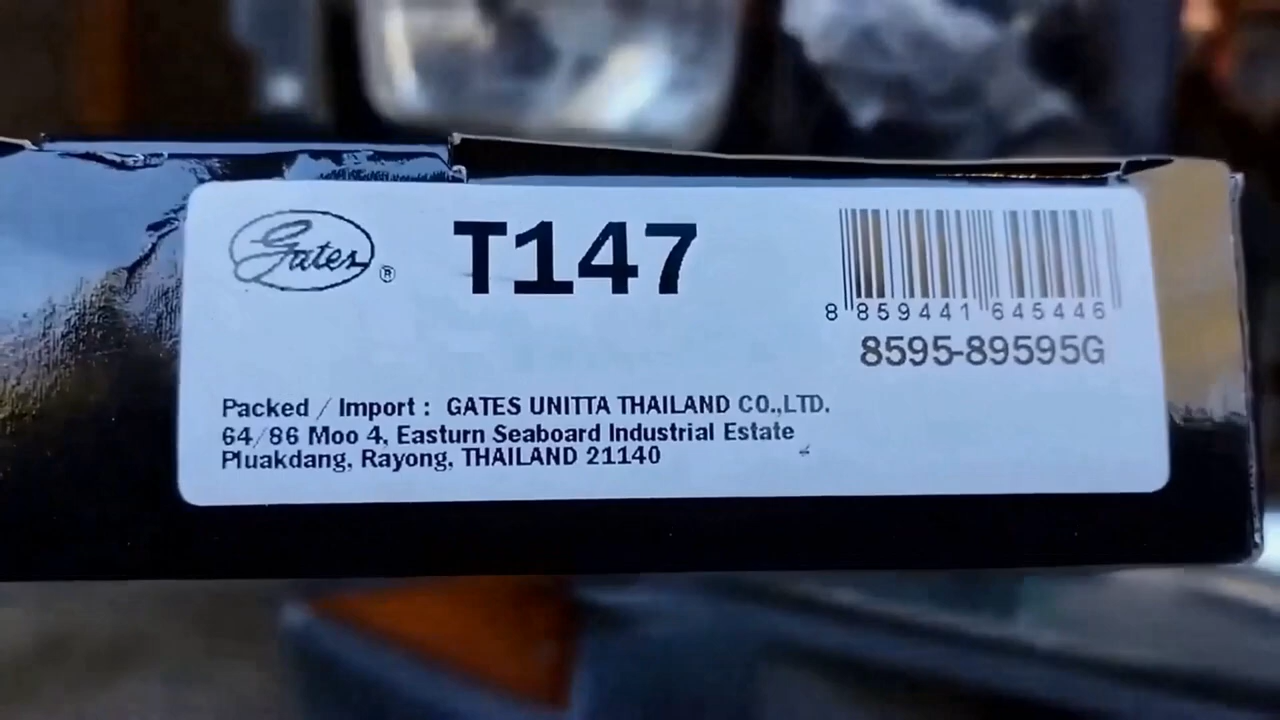 Gates ®
T147
8 859441 645446
8595-89595G
Packed / Import : GATES UNITTA THAILAND CO.,LTD.
64/86 Moo 4, Easturn Seaboard Industrial Estate
Pluakdang, Rayong, THAILAND 21140